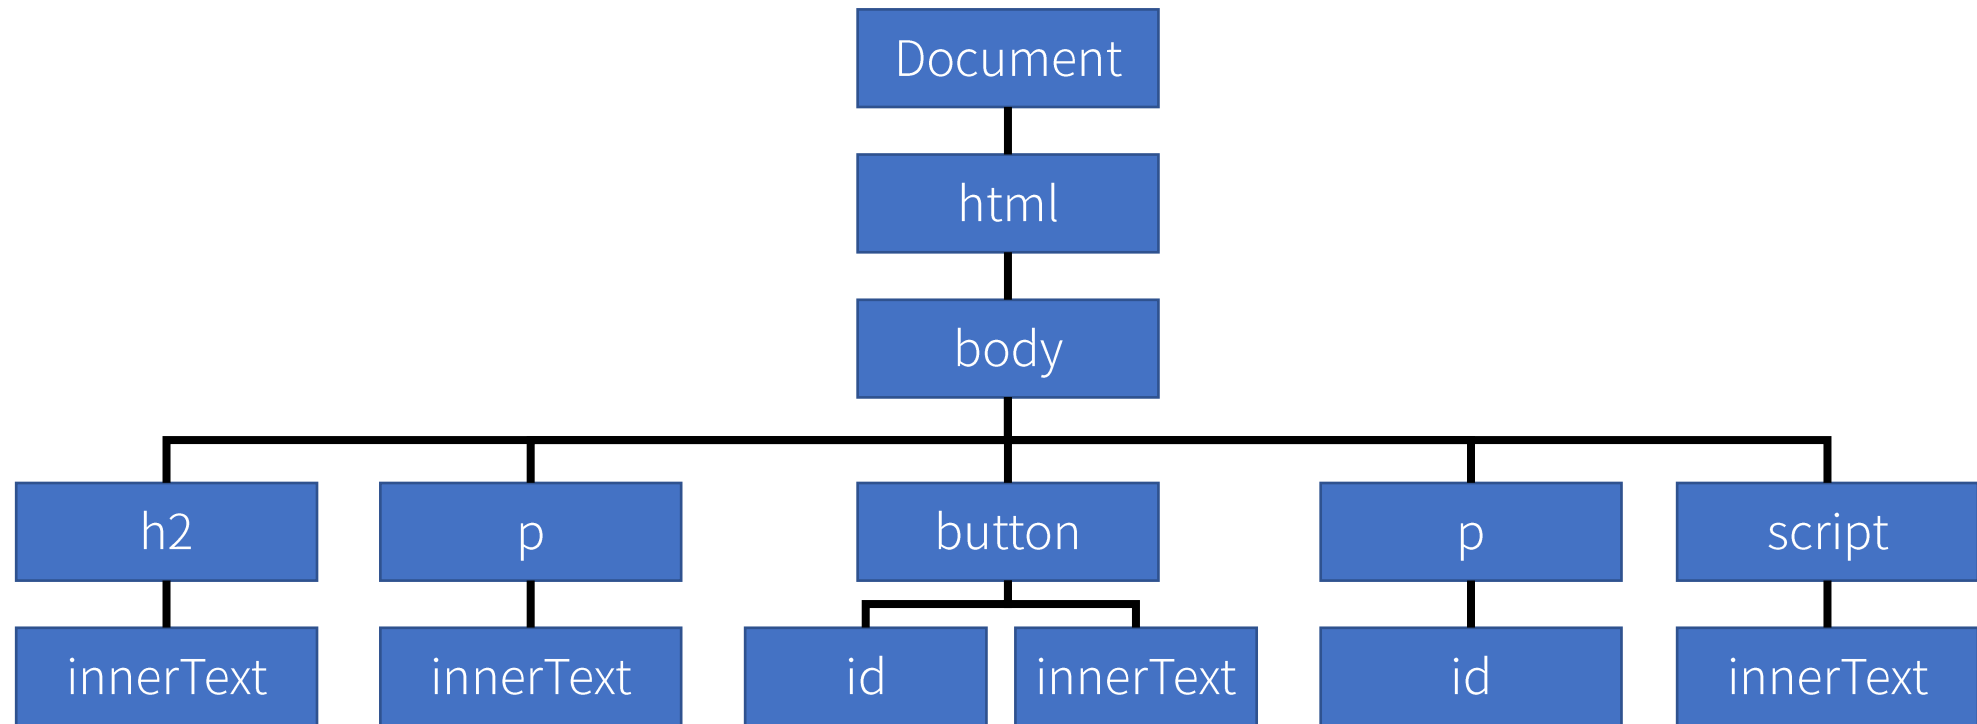 Document
html
body
h2
p
button
p
script
innerText
innerText
id
innerText
id
innerText